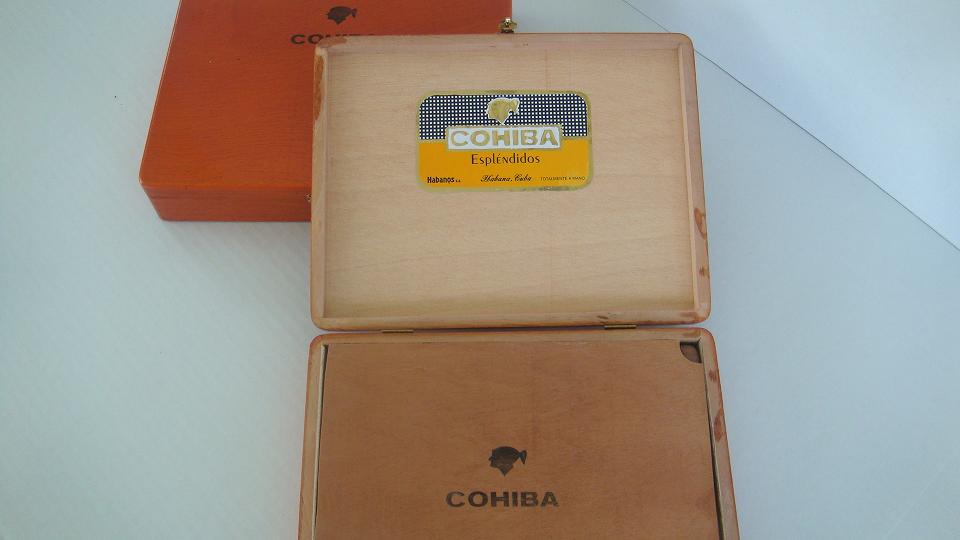 COHIBA
COHIBA
Espléndidos
Habanos s.a. Habana, Cuba TOTALMENTE A MANO
COHIBA